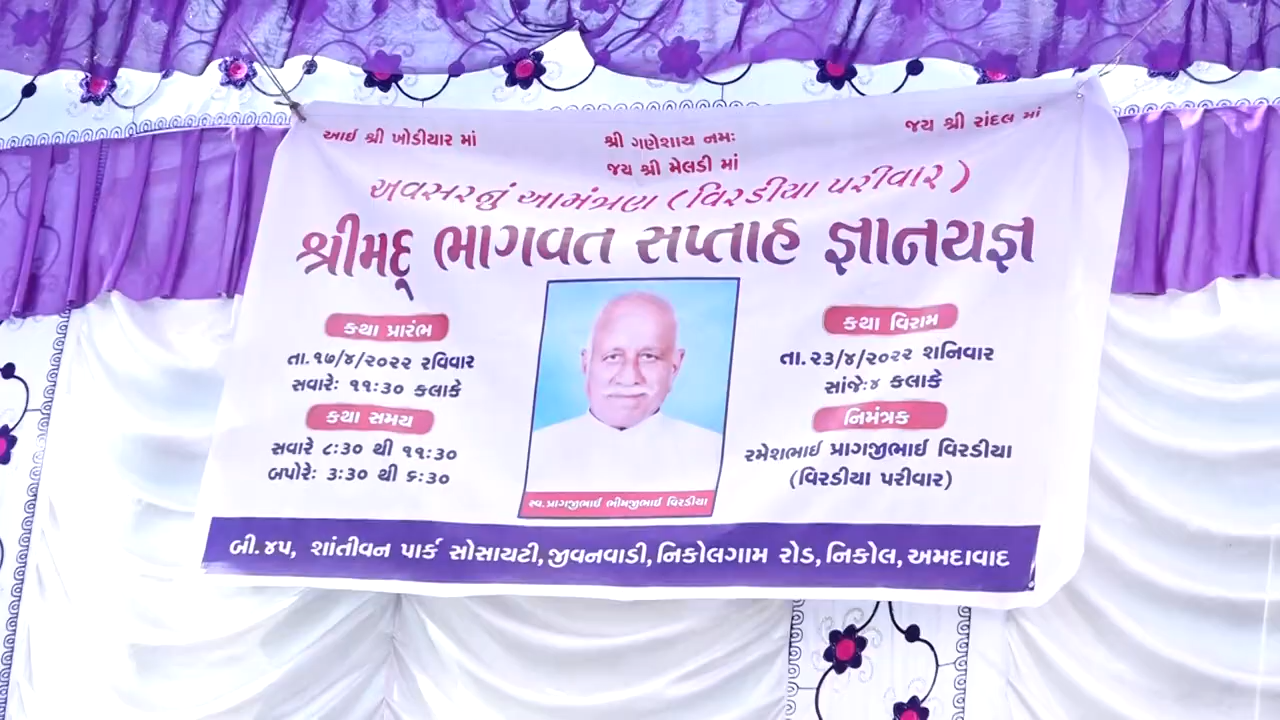 આઈ શ્રી ખોડીયાર માં
શ્રી ગણેશાય નમઃ
જય શ્રી રાંદલ માં
જય શ્રી મેલડી માં
અવસરનું આમંત્રણ (વિરડીયા પરીવાર)
શ્રીમદ્ ભાગવત સપ્તાહ જ્ઞાનયજ્ઞ
કથા પ્રારંભ
તા.૧૭/૪/૨૦૨૨ રવિવાર
સવારેઃ ૧૧:૩૦ કલાકે
કથા સમય
સવારે ૮:૩૦ થી ૧૧:૩૦
બપોરેઃ ૩:૩૦ થી ૬:૩૦
સ્વ.પ્રાગજીભાઈ ભીમજીભાઈ વિરડીયા
કથા વિરામ
તા.૨૩/૪/૨૦૨૨ શનિવાર
સાંજેઃ૪ કલાકે
નિમંત્રક
રમેશભાઈ પ્રાગજીભાઈ વિરડીયા
(વિરડીયા પરીવાર)
બી.૪૫, શાંતીવન પાર્ક સોસાયટી,જીવનવાડી,નિકોલગામ રોડ,નિકોલ,અમદાવાદ